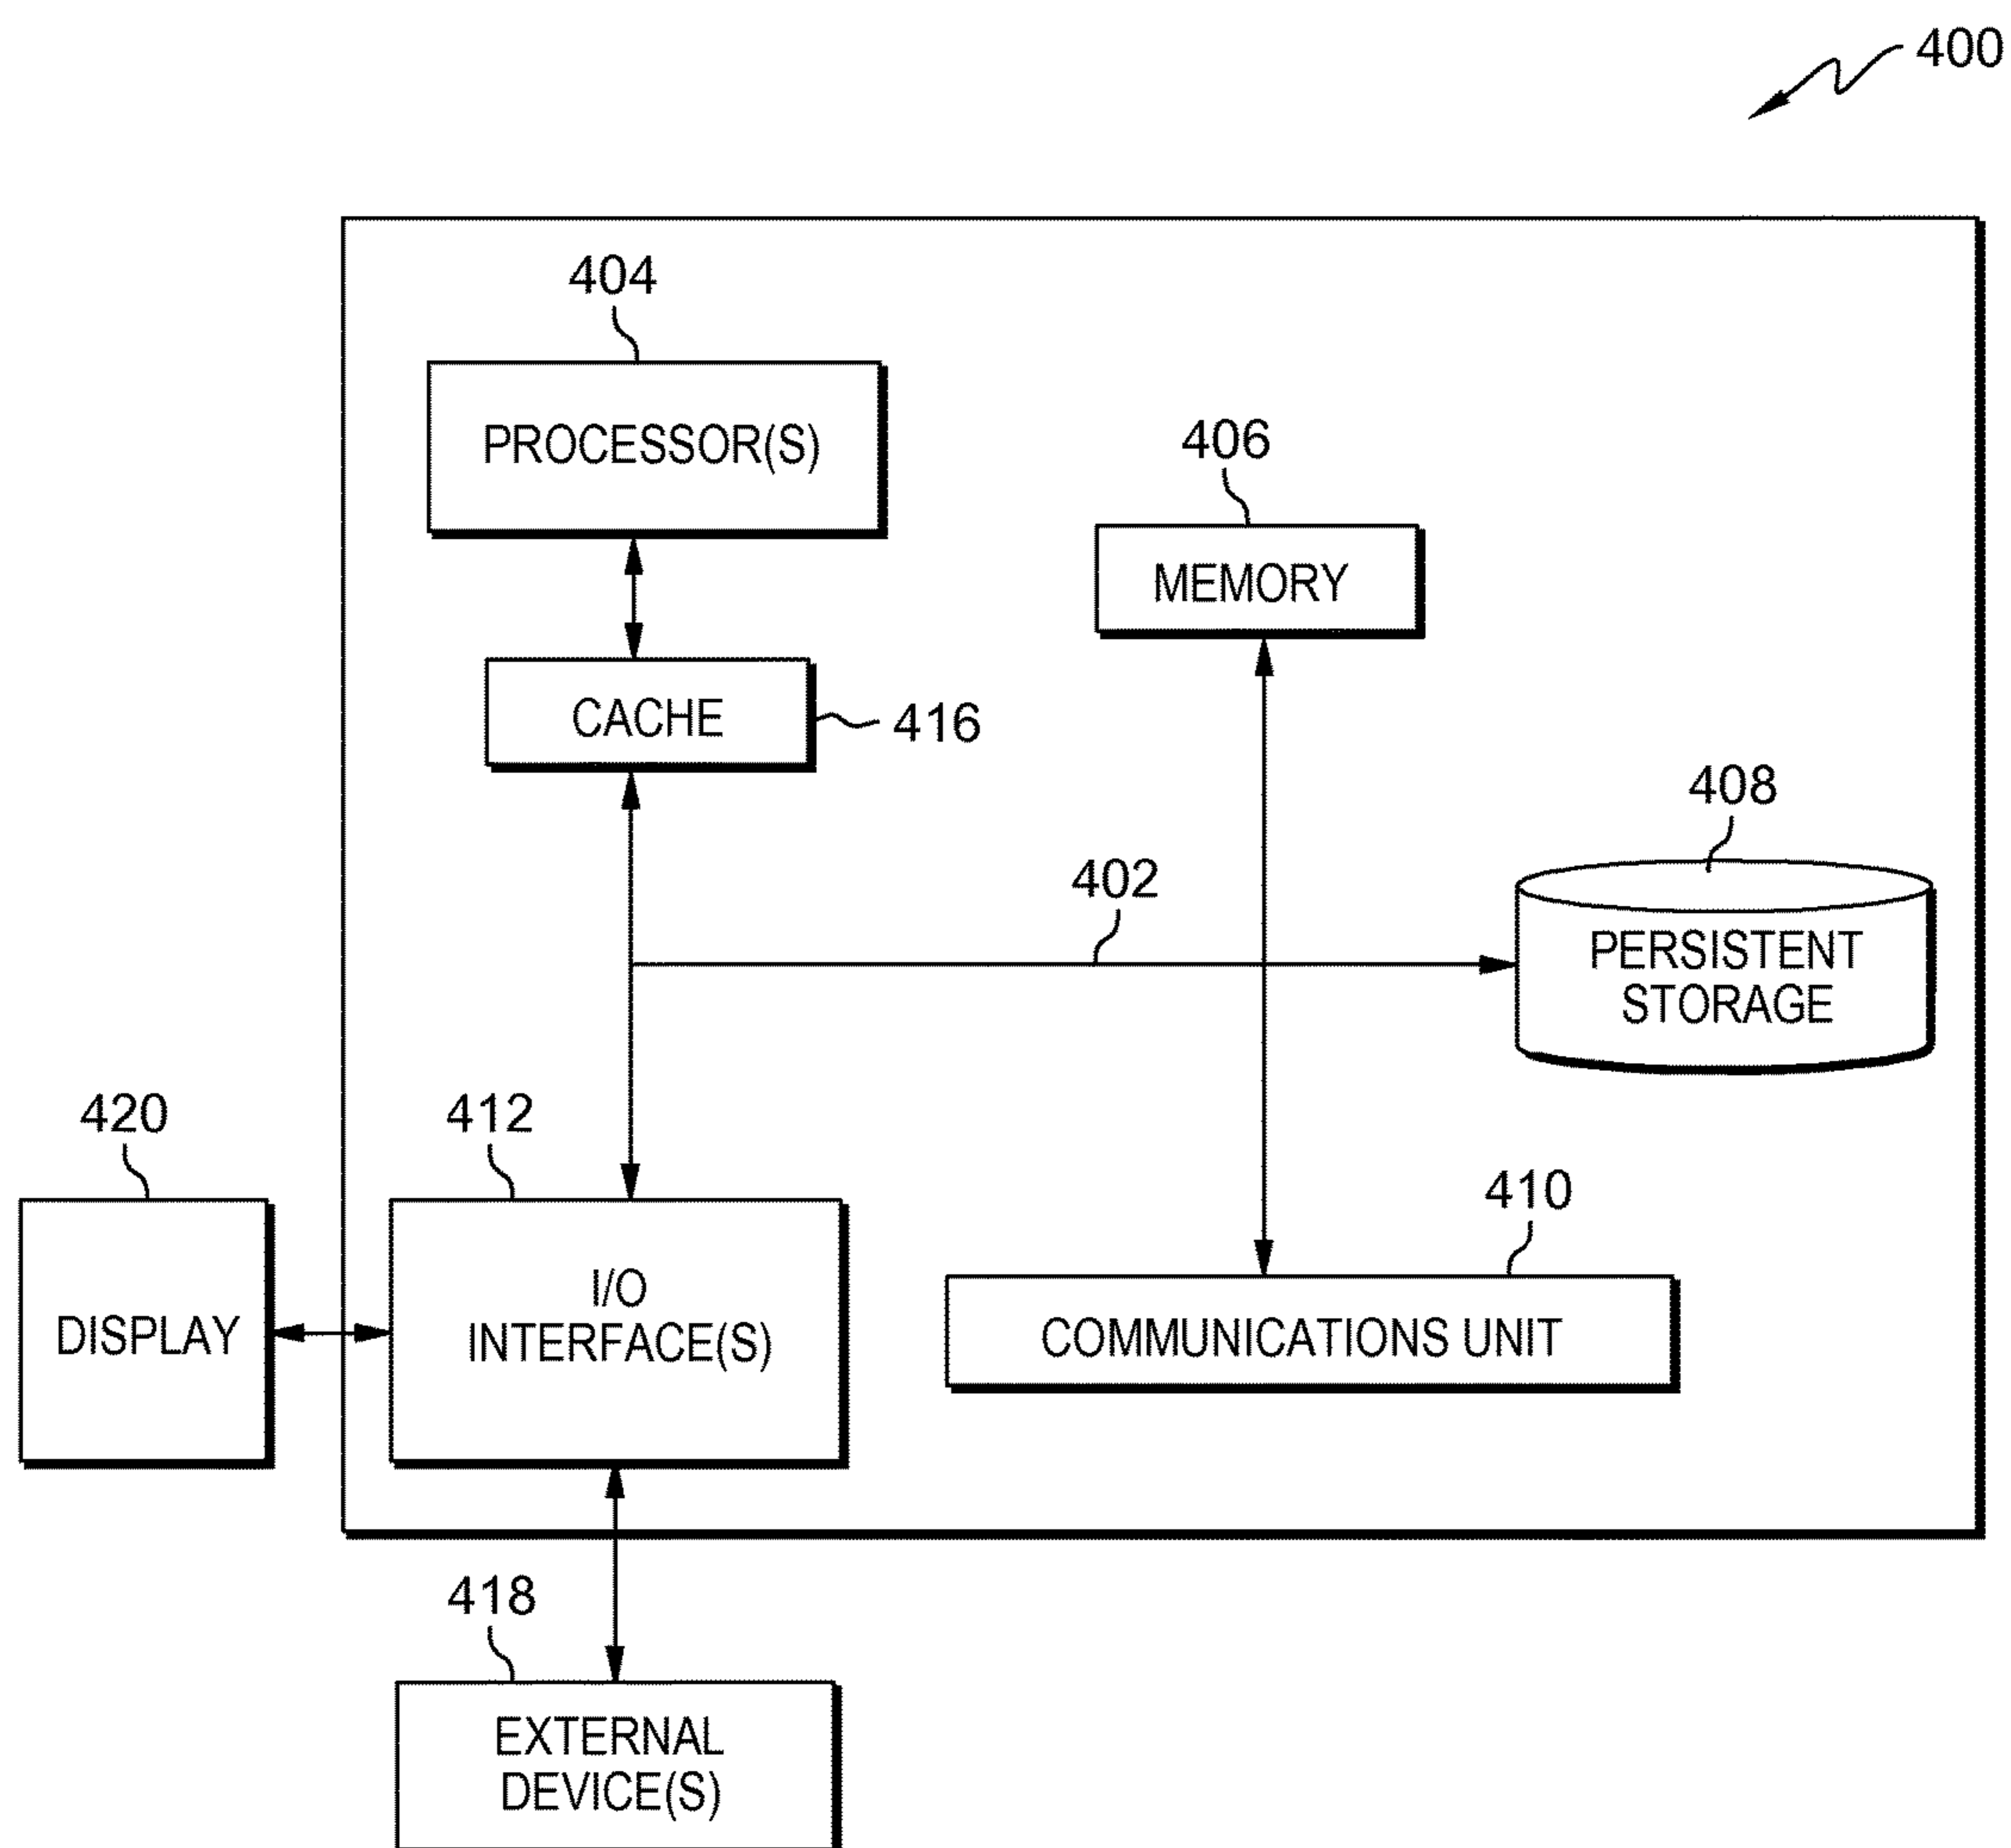 400
404
PROCESSOR(S)
406
MEMORY
CACHE
416
408
402
PERSISTENT
STORAGE
420
412
410
DISPLAY
I/O
INTERFACE(S)
COMMUNICATIONS UNIT
418
EXTERNAL
DEVICE(S)